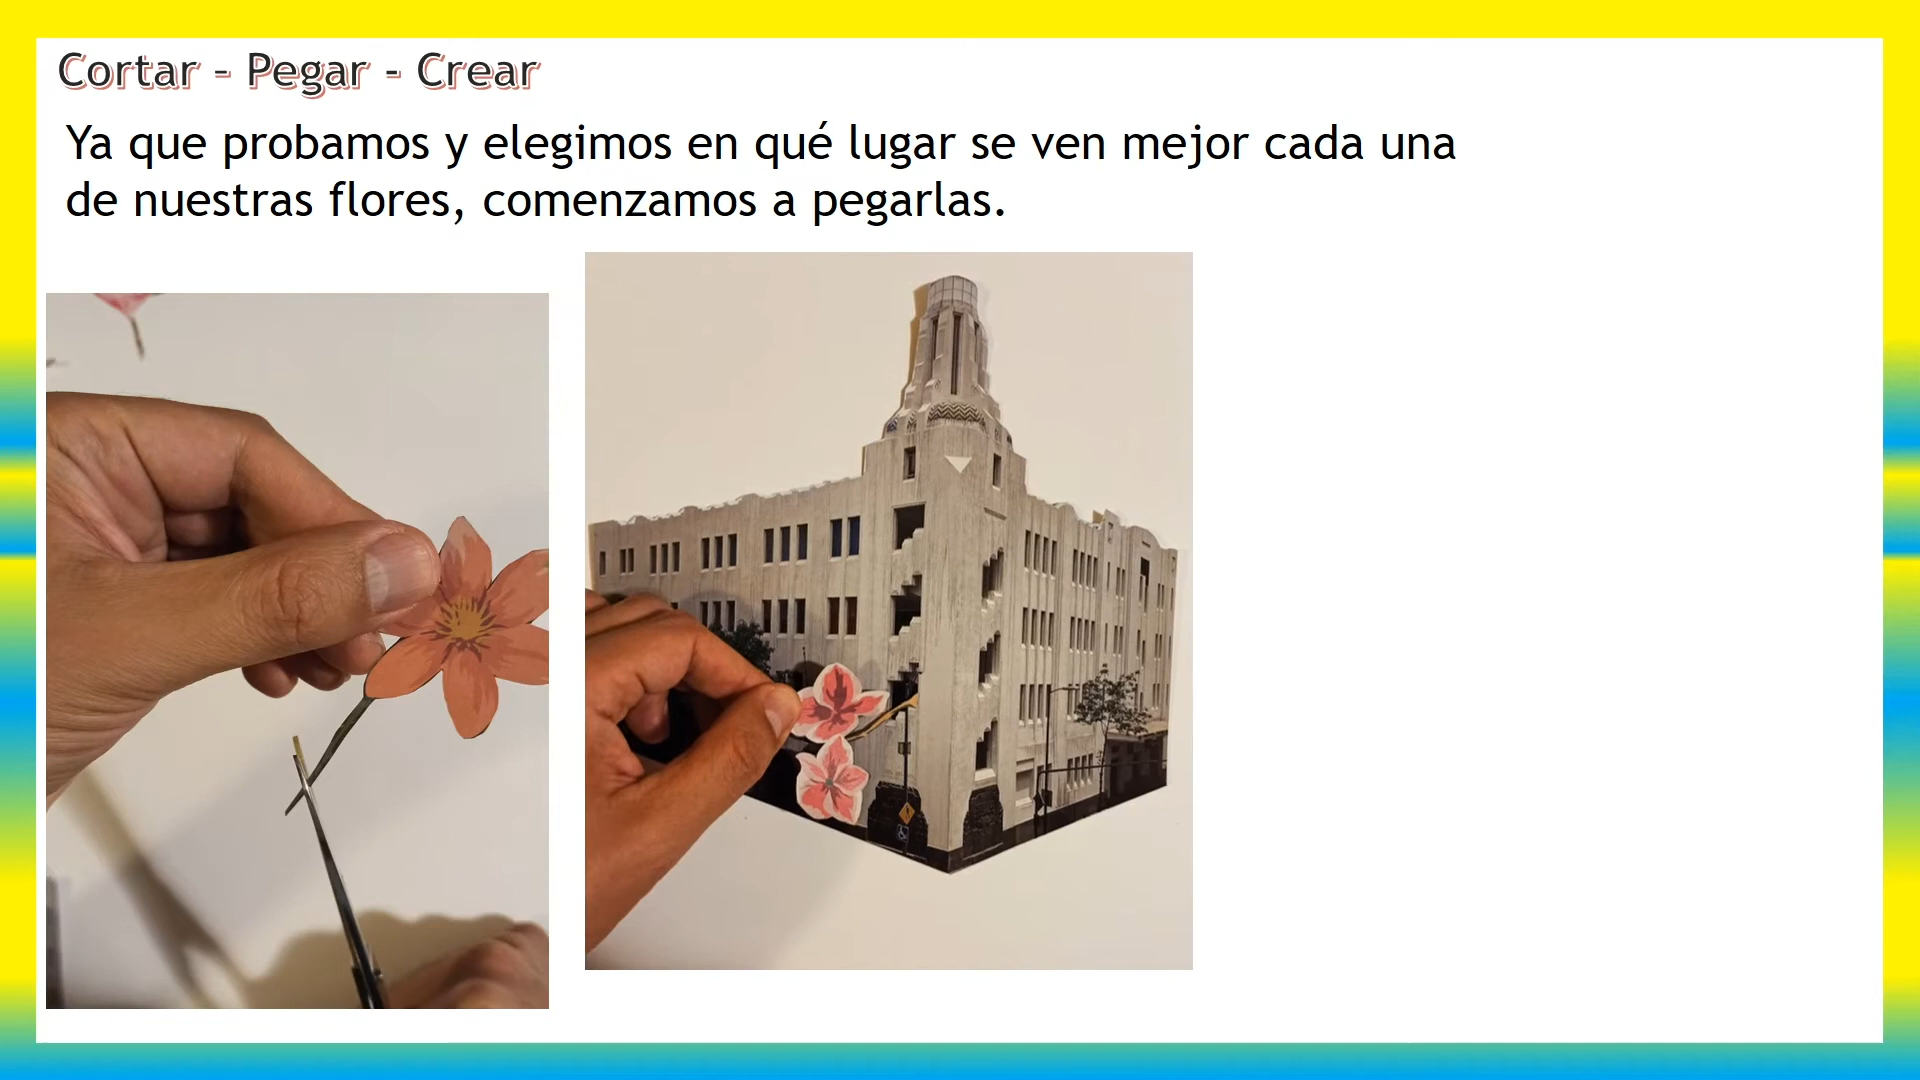 Cortar - Pegar - Crear
Ya que probamos y elegimos en qué lugar se ven mejor cada una
de nuestras flores, comenzamos a pegarlas.